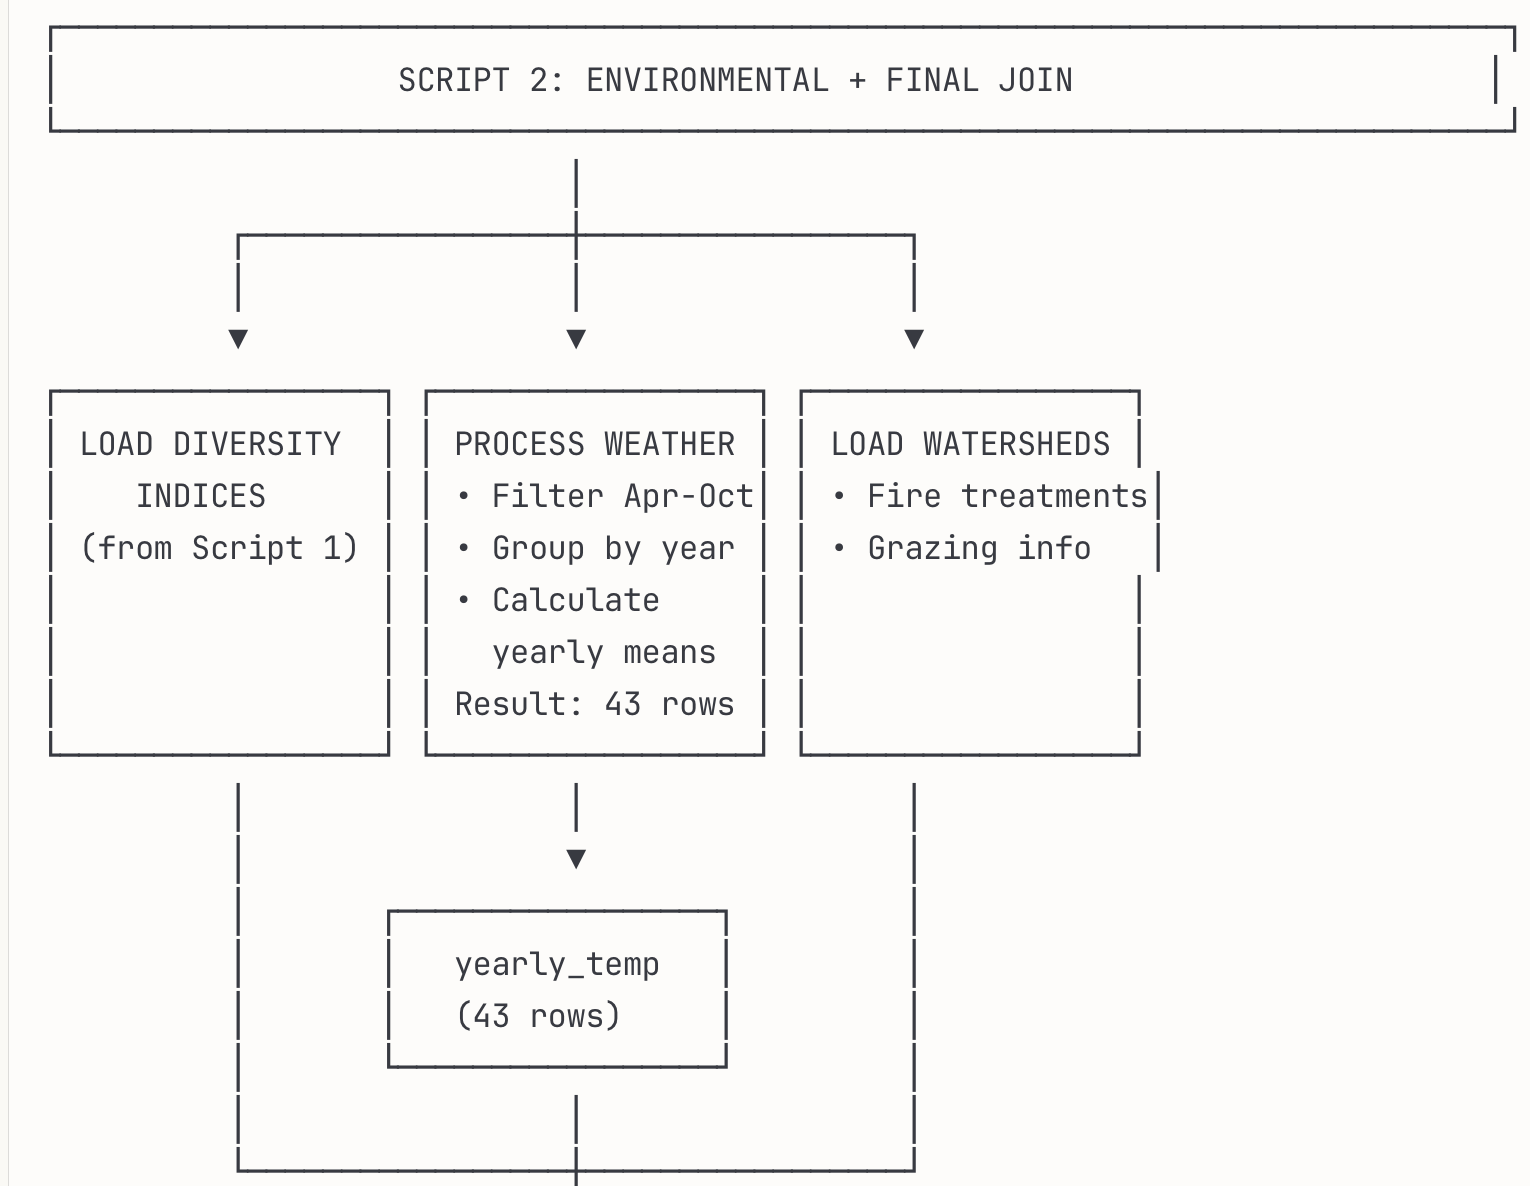 SCRIPT 2: ENVIRONMENTAL + FINAL JOIN
LOAD DIVERSITY
INDICES
(from Script 1)
PROCESS WEATHER
• Filter Apr-Oct
• Group by year
• Calculate
yearly means
Result: 43 rows
LOAD WATERSHEDS
• Fire treatments
• Grazing info
yearly_temp
(43 rows)